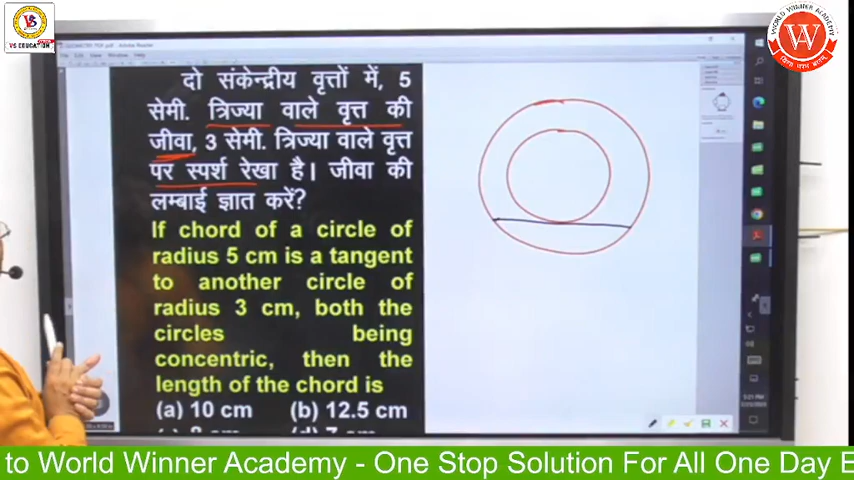 VS
VS EDUCATION
WORLD WINNER ACADEMY
W
दो संकेन्द्रीय वृत्तों में, 5
सेमी. त्रिज्या वाले वृत्त की
जीवा, 3 सेमी. त्रिज्या वाले वृत्त
पर स्पर्श रेखा है। जीवा की
लम्बाई ज्ञात करें?
If chord of a circle of
radius 5 cm is a tangent
to another circle of
radius 3 cm, both the
circles being
concentric, then the
length of the chord is
(a) 10 cm (b) 12.5 cm
to World Winner Academy - One Stop Solution For All One Day E